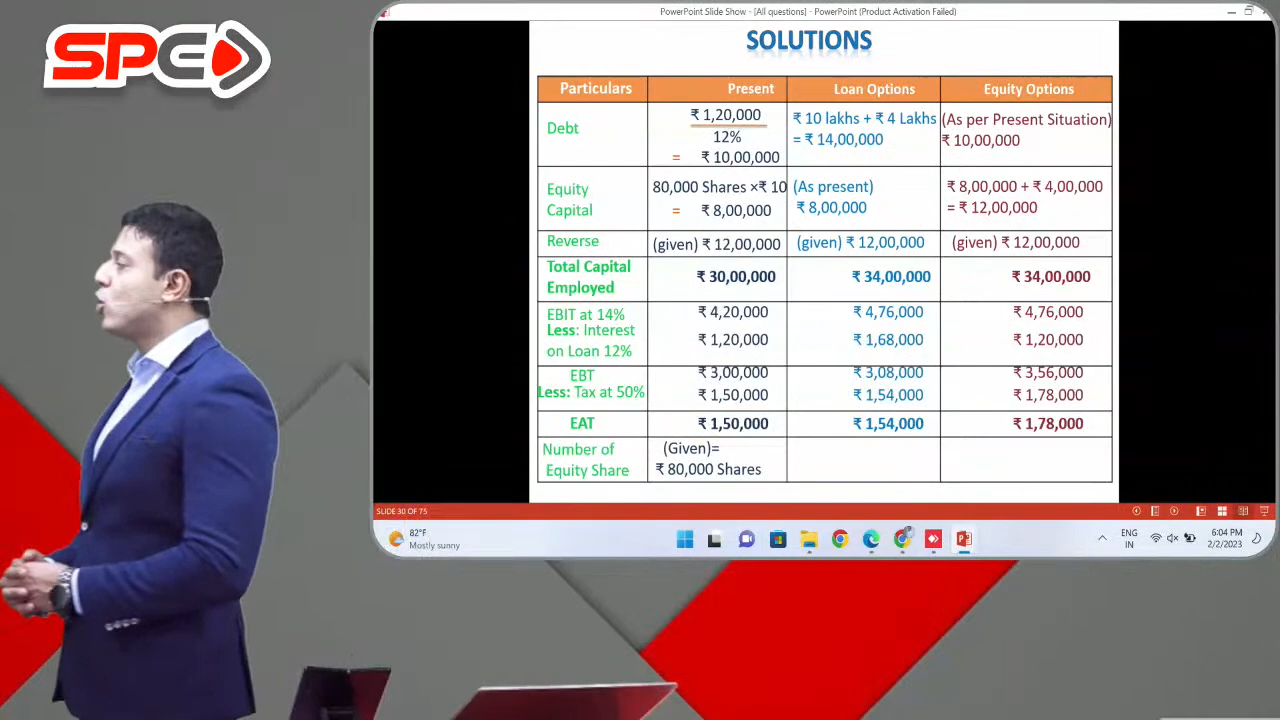 PowerPoint Slide Show - [All questions] - PowerPoint (Product Activation Failed)
SPE
SOLUTIONS
Particulars Present Loan Options Equity Options
Debt ₹ 1,20,000 ₹ 10 lakhs + ₹ 4 Lakhs (As per Present Situation)
12% = ₹ 14,00,000 ₹ 10,00,000
= ₹ 10,00,000
Equity 80,000 Shares ×₹ 10 (As present) ₹ 8,00,000 + ₹ 4,00,000
Capital = ₹ 8,00,000 ₹ 8,00,000 = ₹ 12,00,000
Reverse (given) ₹ 12,00,000 (given) ₹ 12,00,000 (given) ₹ 12,00,000
Total Capital
Employed ₹ 30,00,000 ₹ 34,00,000 ₹ 34,00,000
EBIT at 14% ₹ 4,20,000 ₹ 4,76,000 ₹ 4,76,000
Less: Interest ₹ 1,20,000 ₹ 1,68,000 ₹ 1,20,000
on Loan 12%
EBT ₹ 3,00,000 ₹ 3,08,000 ₹ 3,56,000
Less: Tax at 50% ₹ 1,50,000 ₹ 1,54,000 ₹ 1,78,000
EAT ₹ 1,50,000 ₹ 1,54,000 ₹ 1,78,000
Number of (Given)=
Equity Share ₹ 80,000 Shares
SLIDE 30 OF 75
82°F
Mostly sunny
ENG 6:04 PM
IN 2/2/2023